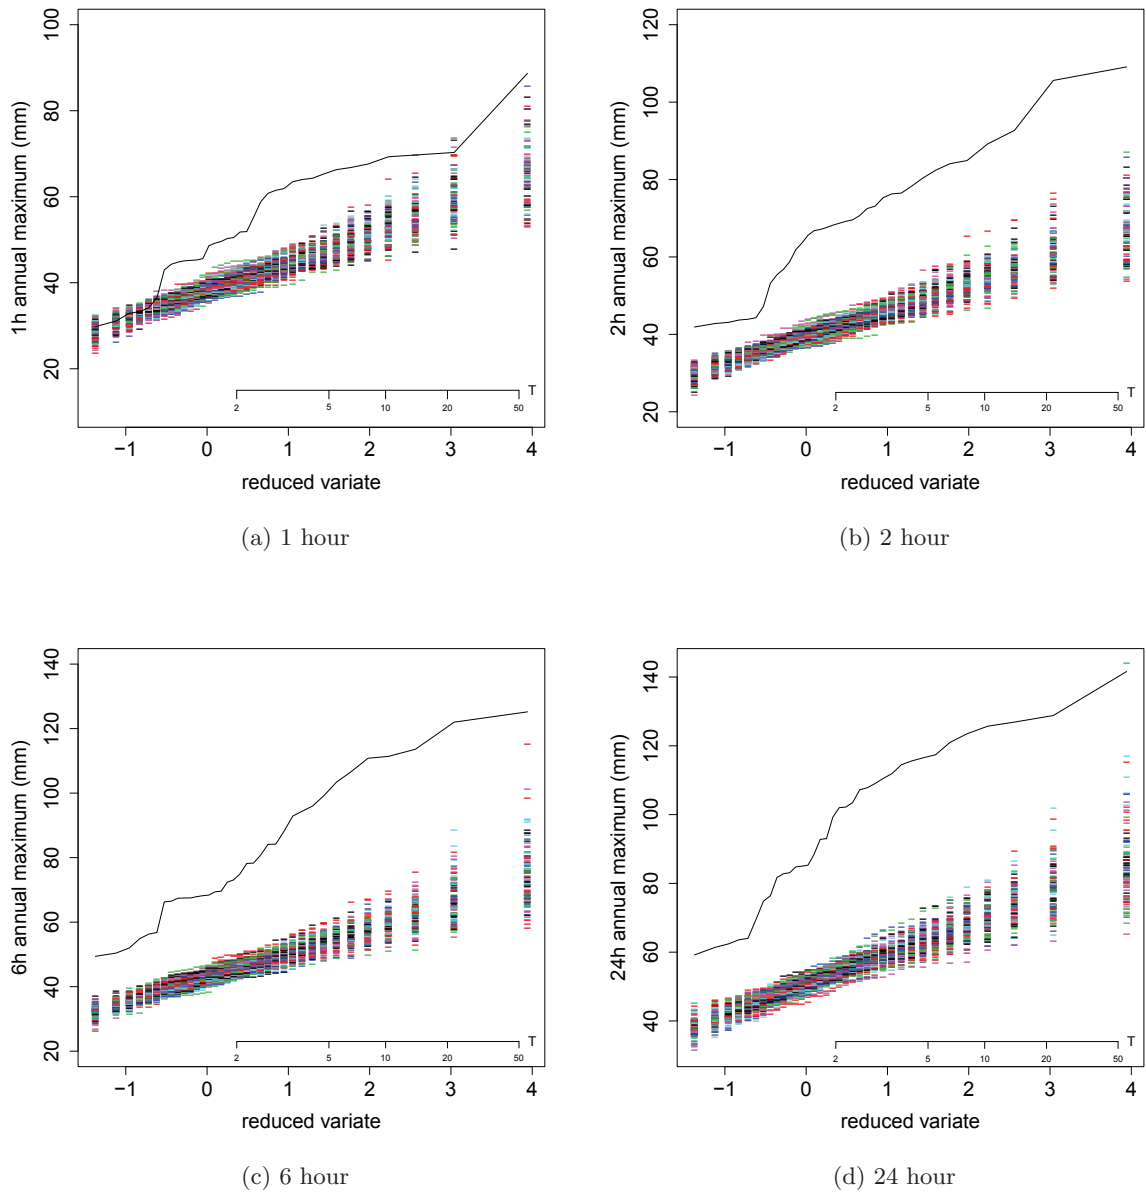 100
80
60
40
20
1h annual maximum (mm)
T
2 5 10 20 50
−1 0 1 2 3 4
reduced variate
(a) 1 hour
120
100
80
60
40
20
2h annual maximum (mm)
T
2 5 10 20 50
−1 0 1 2 3 4
reduced variate
(b) 2 hour
140
120
100
80
60
40
20
6h annual maximum (mm)
T
2 5 10 20 50
−1 0 1 2 3 4
reduced variate
(c) 6 hour
140
120
100
80
60
40
24h annual maximum (mm)
T
2 5 10 20 50
−1 0 1 2 3 4
reduced variate
(d) 24 hour